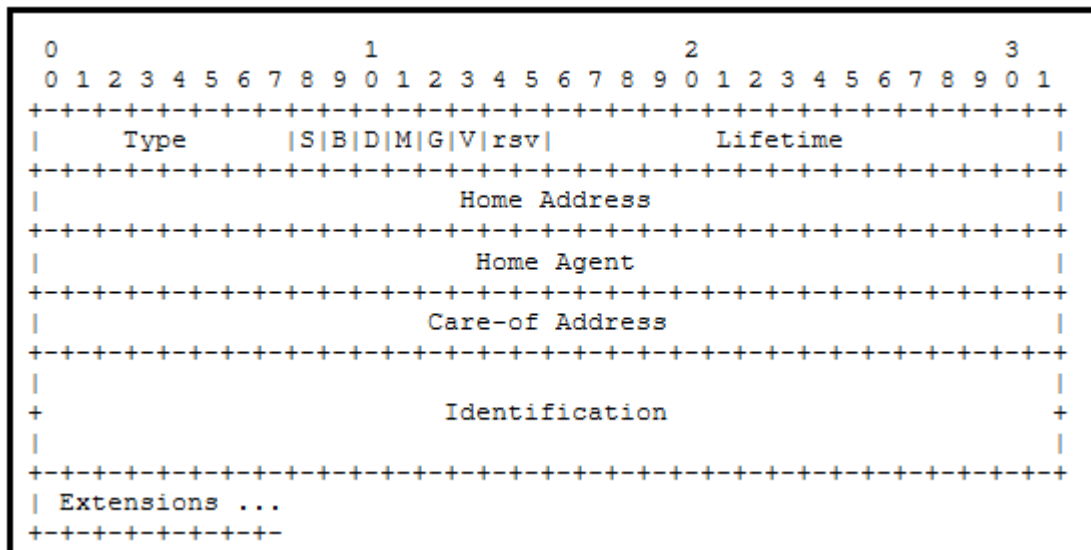 0                   1                   2                   3
0 1 2 3 4 5 6 7 8 9 0 1 2 3 4 5 6 7 8 9 0 1 2 3 4 5 6 7 8 9 0 1
+-+-+-+-+-+-+-+-+-+-+-+-+-+-+-+-+-+-+-+-+-+-+-+-+-+-+-+-+-+-+-+-+
|     Type      |S|B|D|M|G|V|rsv|          Lifetime             |
+-+-+-+-+-+-+-+-+-+-+-+-+-+-+-+-+-+-+-+-+-+-+-+-+-+-+-+-+-+-+-+-+
|                          Home Address                         |
+-+-+-+-+-+-+-+-+-+-+-+-+-+-+-+-+-+-+-+-+-+-+-+-+-+-+-+-+-+-+-+-+
|                           Home Agent                          |
+-+-+-+-+-+-+-+-+-+-+-+-+-+-+-+-+-+-+-+-+-+-+-+-+-+-+-+-+-+-+-+-+
|                        Care-of Address                        |
+-+-+-+-+-+-+-+-+-+-+-+-+-+-+-+-+-+-+-+-+-+-+-+-+-+-+-+-+-+-+-+-+
|                                                               |
+                         Identification                        +
|                                                               |
+-+-+-+-+-+-+-+-+-+-+-+-+-+-+-+-+-+-+-+-+-+-+-+-+-+-+-+-+-+-+-+-+
| Extensions ...
+-+-+-+-+-+-+-+-